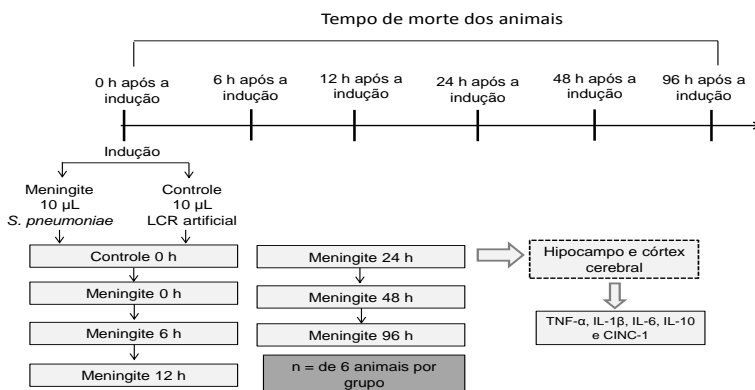 Tempo de morte dos animais
0 h após a
indução
6 h após a
indução
12 h após a
indução
24 h após a
indução
48 h após a
indução
96 h após a
indução
Indução
Meningite
10 µL
S. pneumoniae
Controle
10 µL
LCR artificial
Controle 0 h
Meningite 0 h
Meningite 6 h
Meningite 12 h
Meningite 24 h
Meningite 48 h
Meningite 96 h
n = de 6 animais por
grupo
Hipocampo e córtex
cerebral
TNF-α, IL-1β, IL-6, IL-10
e CINC-1